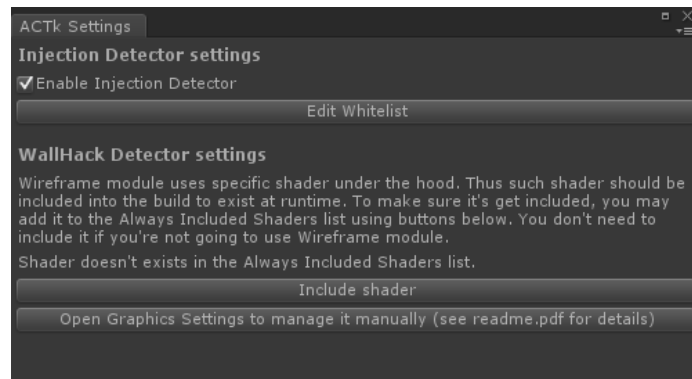 ACTk Settings
Injection Detector settings
Enable Injection Detector
Edit Whitelist
WallHack Detector settings
Wireframe module uses specific shader under the hood. Thus such shader should be
included into the build to exist at runtime. To make sure it's get included, you may
add it to the Always Included Shaders list using buttons below. You don't need to
include it if you're not going to use Wireframe module.
Shader doesn't exists in the Always Included Shaders list.
Include shader
Open Graphics Settings to manage it manually (see readme.pdf for details)